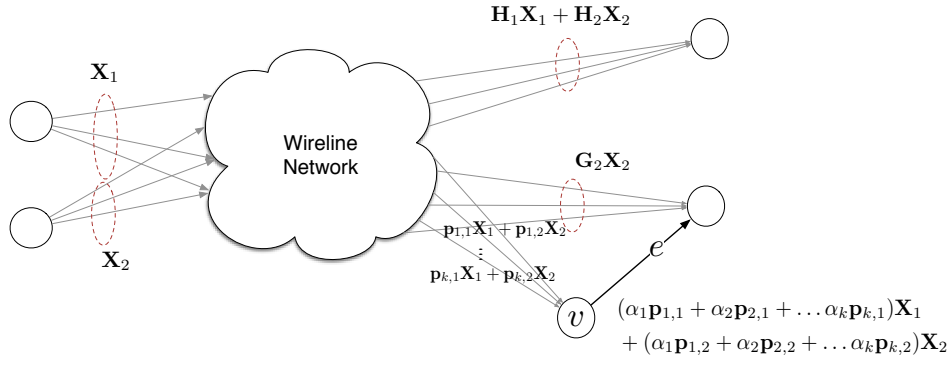 𝐇₁𝐗₁ + 𝐇₂𝐗₂
𝐗₁
Wireline
Network
𝐆₂𝐗₂
𝐗₂
𝐩₁,₁𝐗₁ + 𝐩₁,₂𝐗₂
⋮
𝐩ₖ,₁𝐗₁ + 𝐩ₖ,₂𝐗₂
e
v
(α₁𝐩₁,₁ + α₂𝐩₂,₁ + … αₖ𝐩ₖ,₁)𝐗₁
+ (α₁𝐩₁,₂ + α₂𝐩₂,₂ + … αₖ𝐩ₖ,₂)𝐗₂